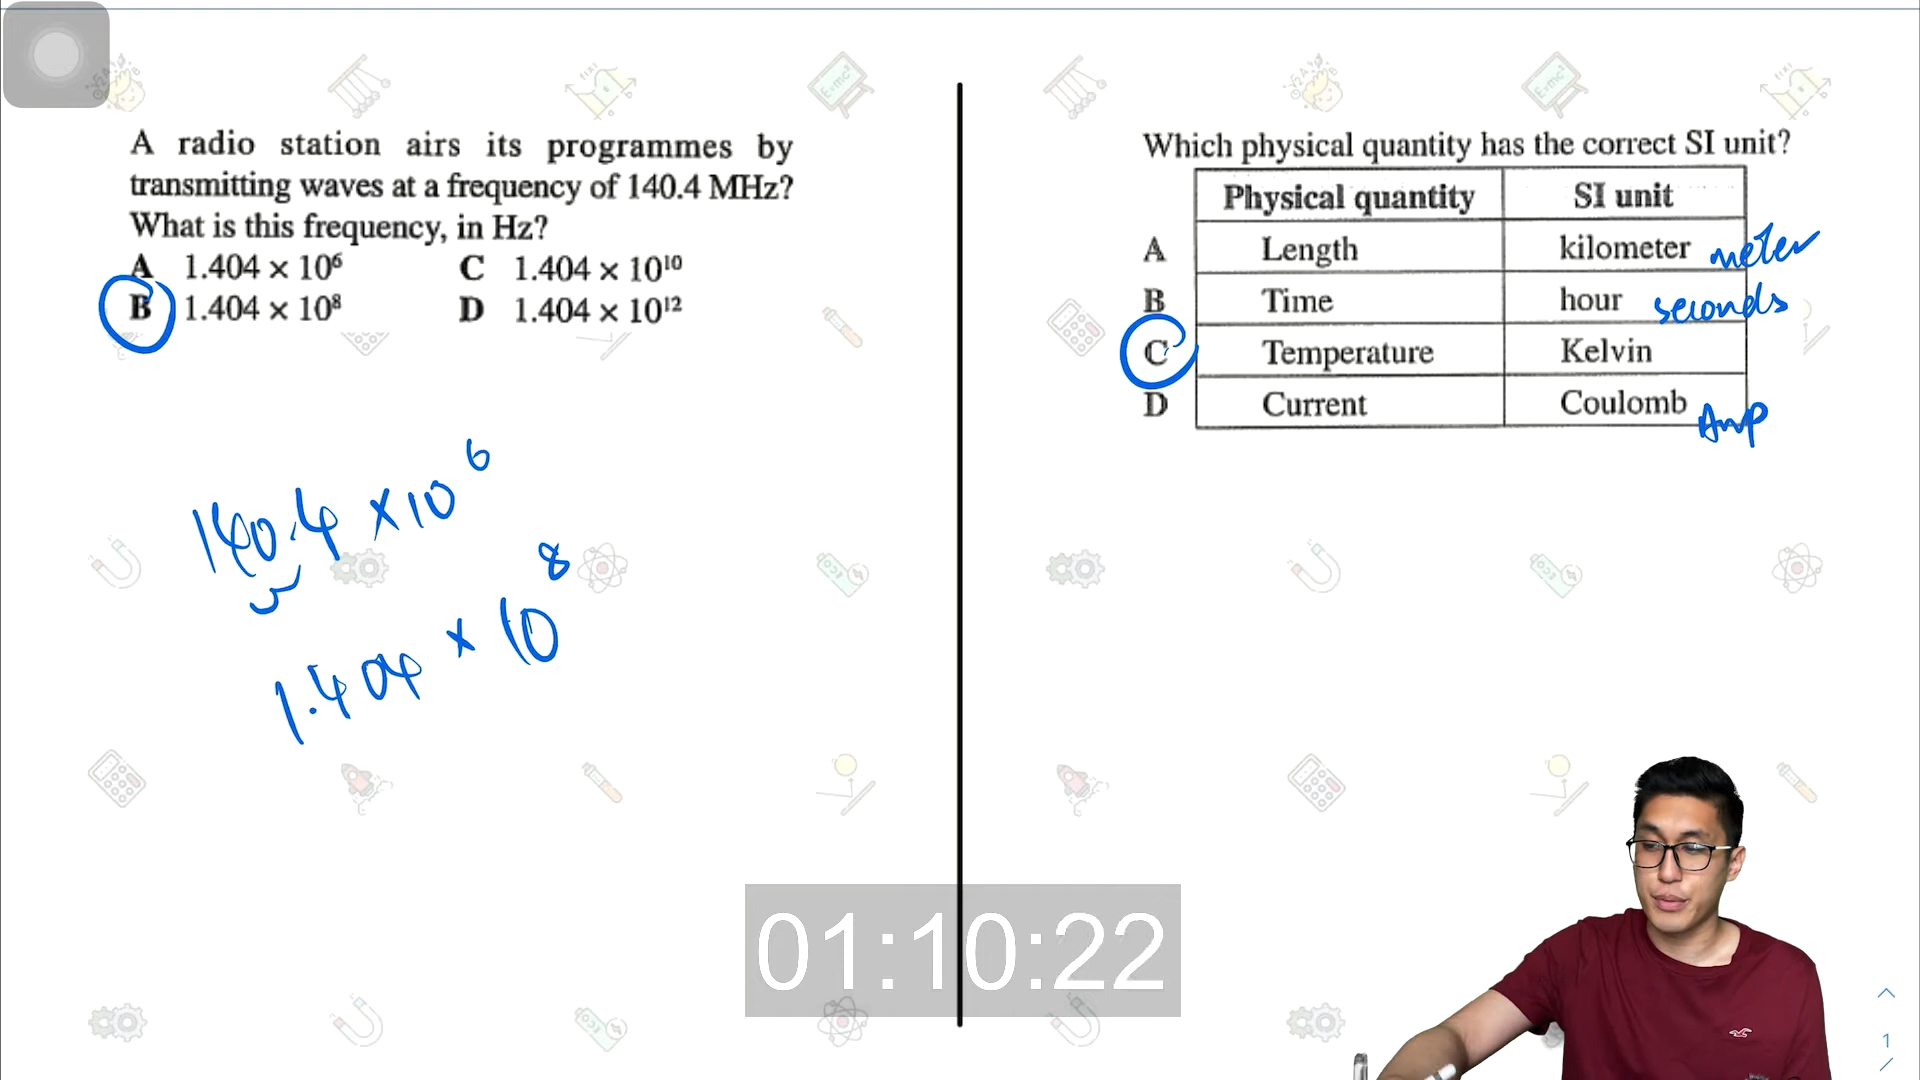 A radio station airs its programmes by
transmitting waves at a frequency of 140.4 MHz?
What is this frequency, in Hz?
A 1.404 × 10⁶ C 1.404 × 10¹⁰
B 1.404 × 10⁸ D 1.404 × 10¹²
140.4 × 10⁶
1.404 × 10⁸
Which physical quantity has the correct SI unit?
Physical quantity SI unit
A Length kilometer meter
B Time hour seconds
C Temperature Kelvin
D Current Coulomb Amp
01:10:22
1